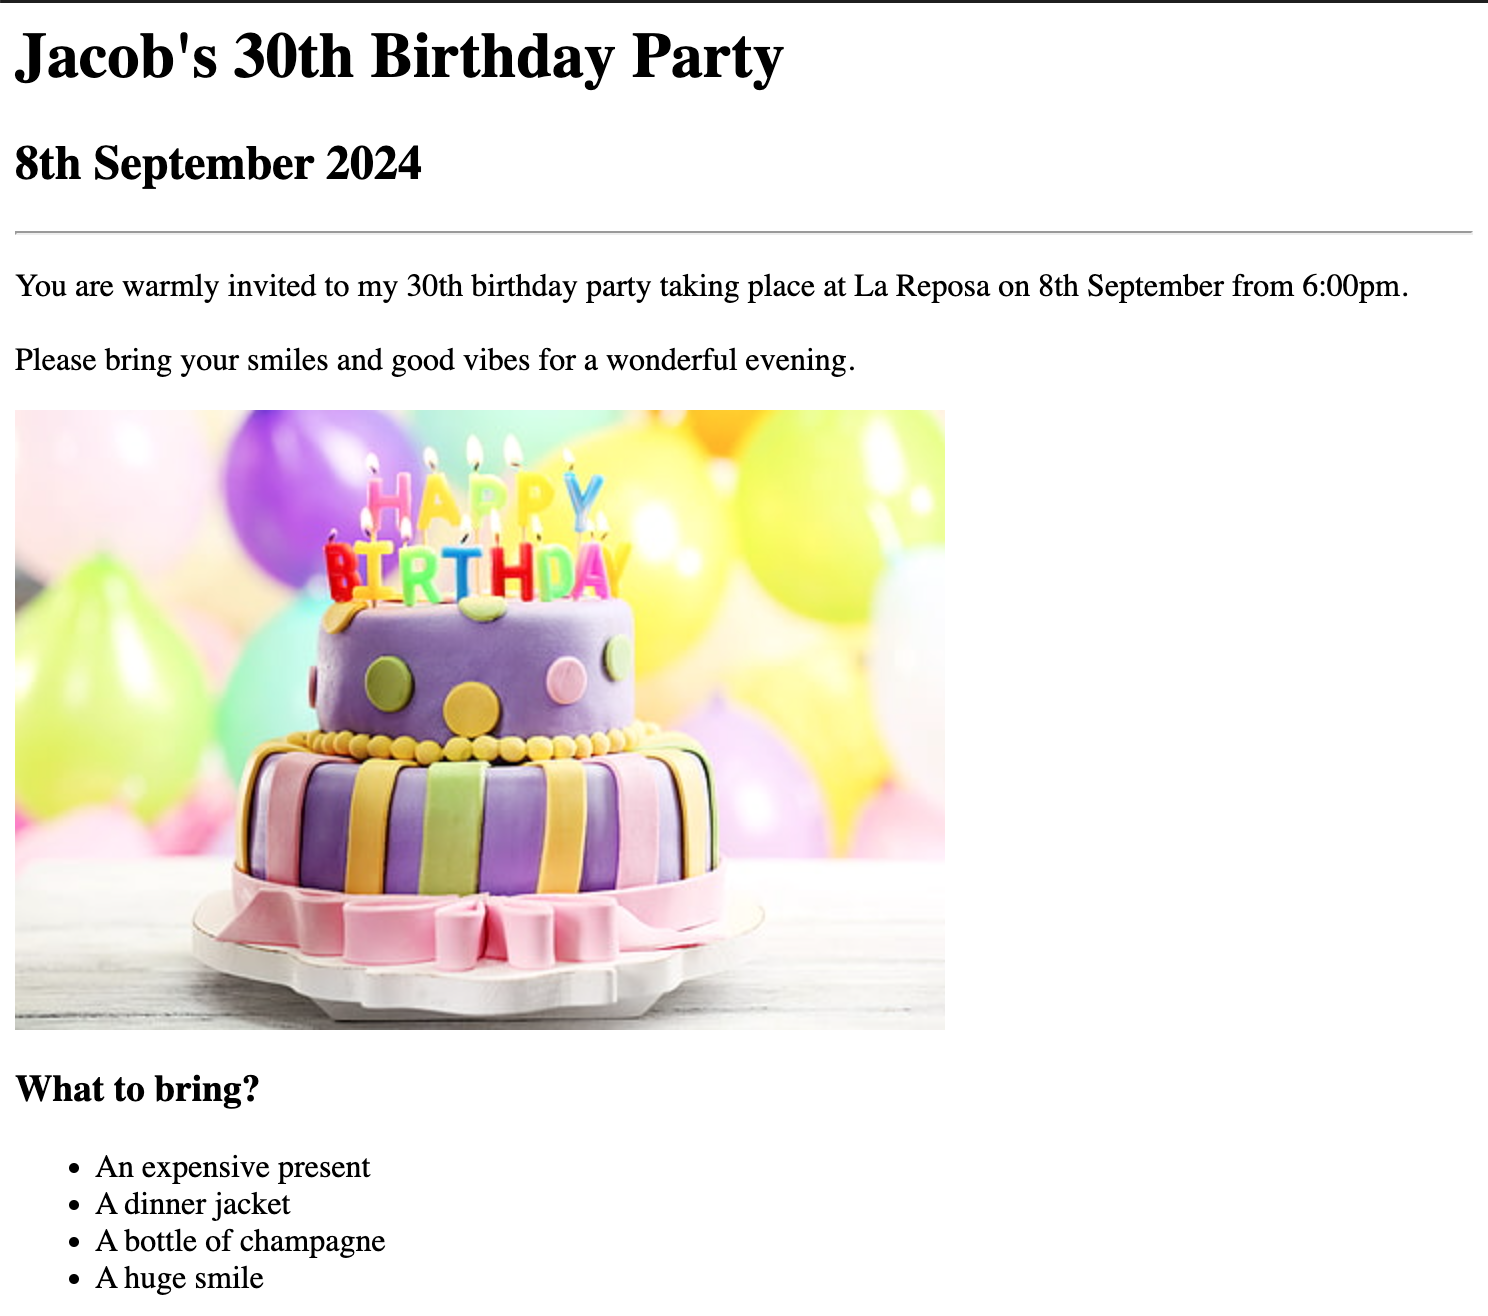 Jacob's 30th Birthday Party
8th September 2024
You are warmly invited to my 30th birthday party taking place at La Reposa on 8th September from 6:00pm.
Please bring your smiles and good vibes for a wonderful evening.
HAPPY
BIRTHDAY
What to bring?
An expensive present
A dinner jacket
A bottle of champagne
A huge smile